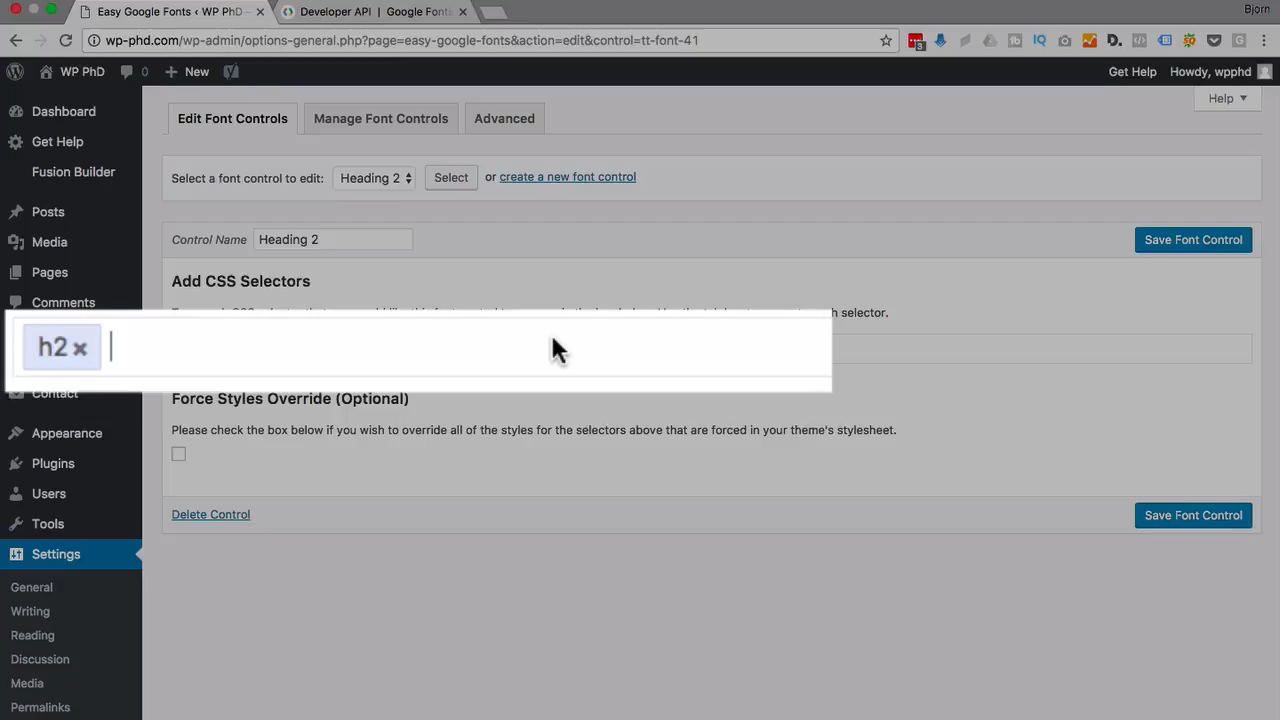 Easy Google Fonts ‹ WP PhD –
Developer API | Google Fonts
Bjorn
wp-phd.com/wp-admin/options-general.php?page=easy-google-fonts&action=edit&control=tt-font-41
WP PhD
0
New
Get Help
Howdy, wpphd
Help
Dashboard
Get Help
Fusion Builder
Posts
Media
Pages
Comments
Contact
Appearance
Plugins
Users
Tools
Settings
General
Writing
Reading
Discussion
Media
Permalinks
Edit Font Controls
Manage Font Controls
Advanced
Select a font control to edit:
Heading 2
Select
or create a new font control
Control Name
Heading 2
Save Font Control
Add CSS Selectors
selector.
h2
Force Styles Override (Optional)
Please check the box below if you wish to override all of the styles for the selectors above that are forced in your theme's stylesheet.
Delete Control
Save Font Control